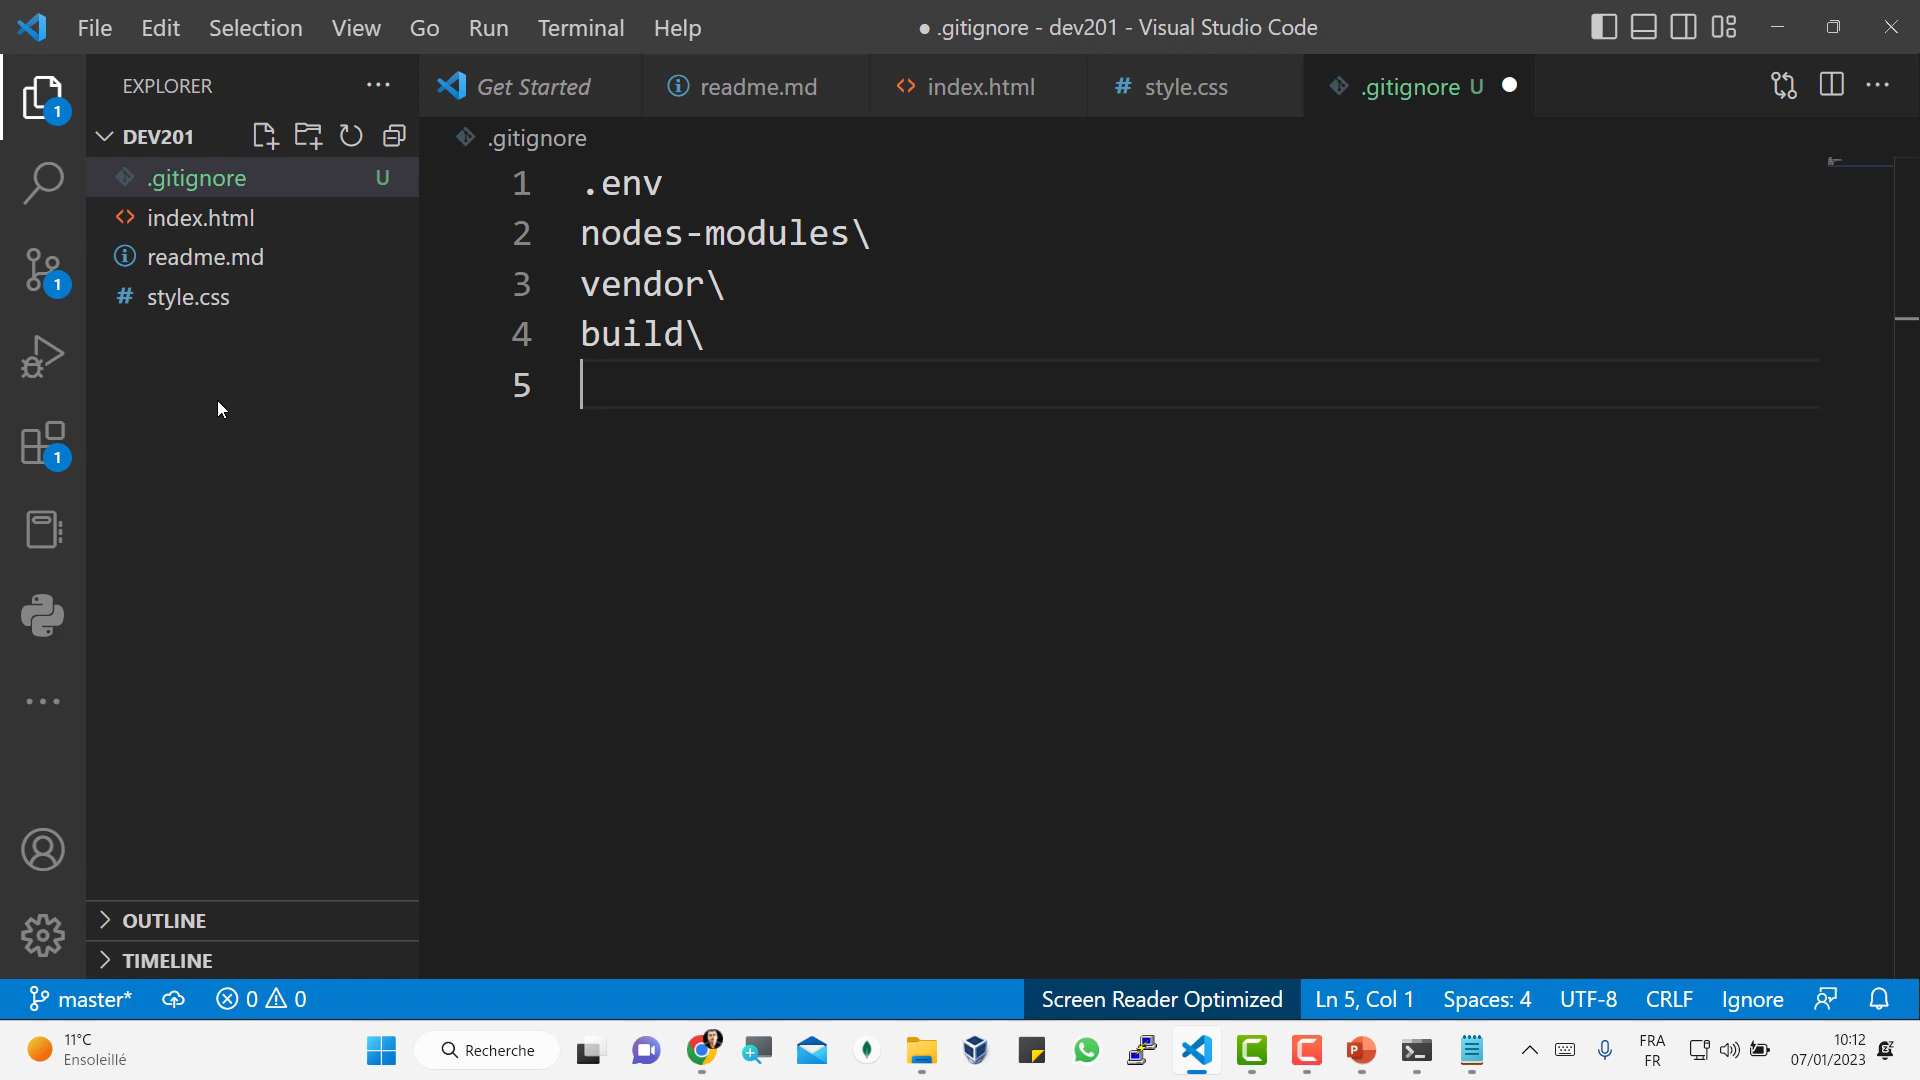 File Edit Selection View Go Run Terminal Help
● .gitignore - dev201 - Visual Studio Code
EXPLORER
Get Started
readme.md
index.html
# style.css
.gitignore U
1
DEV201
.gitignore
.gitignore U
index.html
readme.md
# style.css
1
1
1 .env
2 nodes-modules\
3 vendor\
4 build\
5
OUTLINE
TIMELINE
master* 0 0
Screen Reader Optimized Ln 5, Col 1 Spaces: 4 UTF-8 CRLF Ignore
11°C
Ensoleillé
Recherche
FRA
FR
10:12
07/01/2023